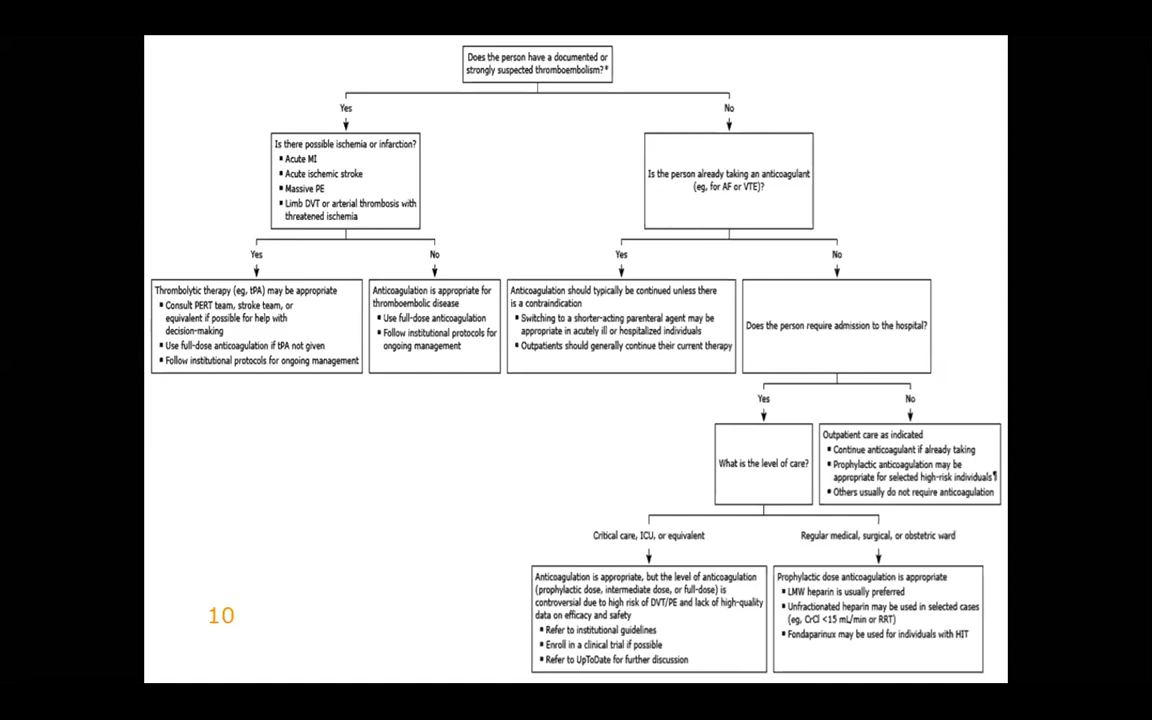 Does the person have a documented or
strongly suspected thromboembolism?*
Yes
No
Is there possible ischemia or infarction?
▪ Acute MI
▪ Acute ischemic stroke
▪ Massive PE
▪ Limb DVT or arterial thrombosis with
threatened ischemia
Is the person already taking an anticoagulant
(eg, for AF or VTE)?
Yes
No
Yes
No
Thrombolytic therapy (eg, tPA) may be appropriate
▪ Consult PERT team, stroke team, or
equivalent if possible for help with
decision-making
▪ Use full-dose anticoagulation if tPA not given
▪ Follow institutional protocols for ongoing management
Anticoagulation is appropriate for
thromboembolic disease
▪ Use full-dose anticoagulation
▪ Follow institutional protocols for
ongoing management
Anticoagulation should typically be continued unless there
is a contraindication
▪ Switching to a shorter-acting parenteral agent may be
appropriate in acutely ill or hospitalized individuals
▪ Outpatients should generally continue their current therapy
Does the person require admission to the hospital?
Yes
No
What is the level of care?
Outpatient care as indicated
▪ Continue anticoagulant if already taking
▪ Prophylactic anticoagulation may be
appropriate for selected high-risk individuals¶
▪ Others usually do not require anticoagulation
Critical care, ICU, or equivalent
Regular medical, surgical, or obstetric ward
Anticoagulation is appropriate, but the level of anticoagulation
(prophylactic dose, intermediate dose, or full-dose) is
controversial due to high risk of DVT/PE and lack of high-quality
data on efficacy and safety
▪ Refer to institutional guidelines
▪ Enroll in a clinical trial if possible
▪ Refer to UpToDate for further discussion
Prophylactic dose anticoagulation is appropriate
▪ LMW heparin is usually preferred
▪ Unfractionated heparin may be used in selected cases
(eg, CrCl <15 mL/min or RRT)
▪ Fondaparinux may be used for individuals with HIT
10